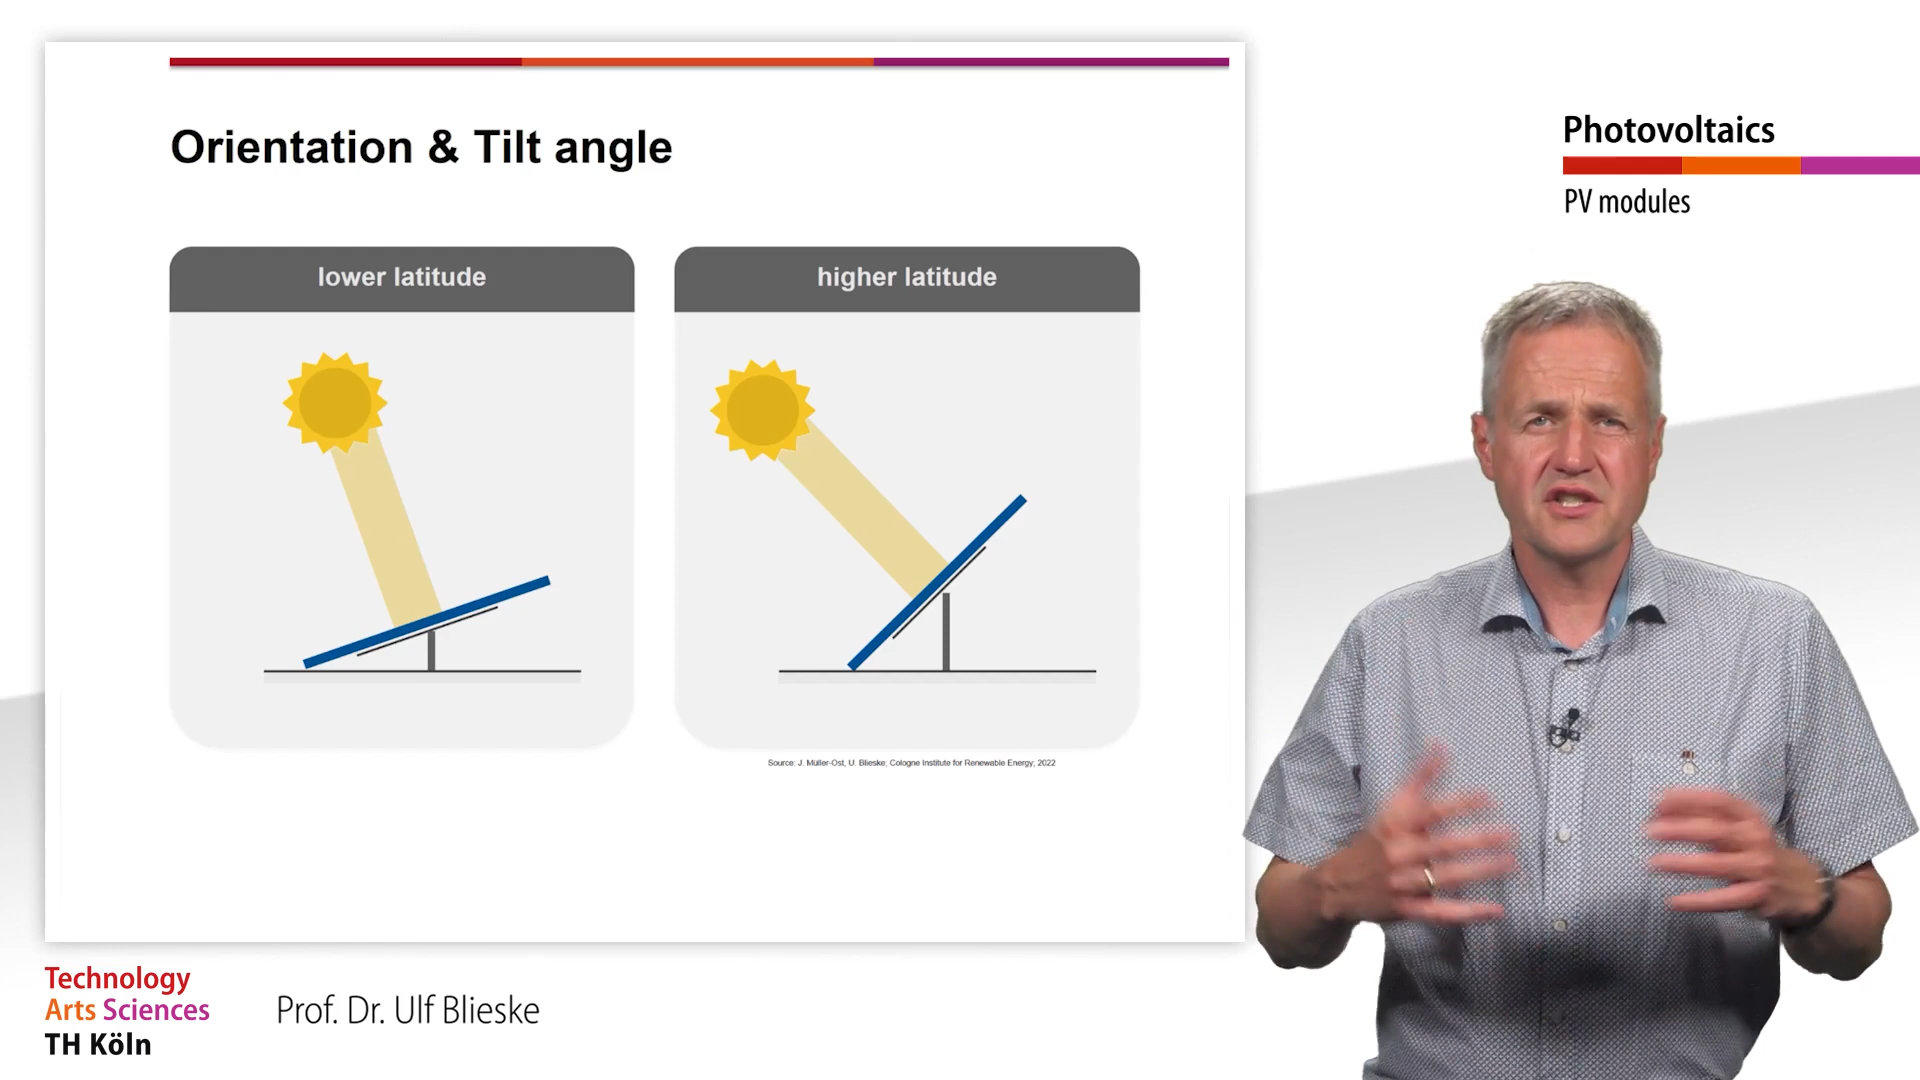 Orientation & Tilt angle
lower latitude
higher latitude
Source: J. Müller-Ost, U. Blieske; Cologne Institute for Renewable Energy; 2022
Photovoltaics
PV modules
Technology
Arts Sciences
TH Köln
Prof. Dr. Ulf Blieske